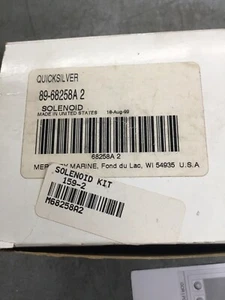 QUICKSILVER
89-68258A 2
SOLENOID
MADE IN UNITED STATES 18-Aug-99
68258A 2
MERCURY MARINE, Fond du Lac, WI 54935 U.S.A
SOLENOID KIT
159-2
M68258A2